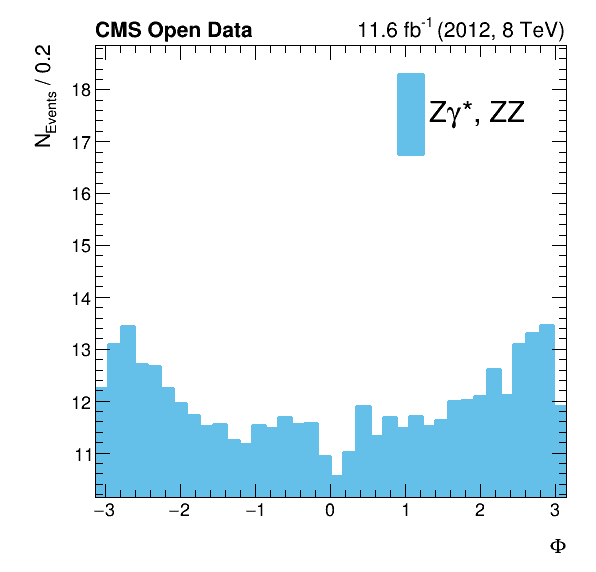 CMS Open Data
11.6 fb-1 (2012, 8 TeV)
NEvents / 0.2
Zγ*, ZZ
18
17
16
15
14
13
12
11
−3 −2 −1 0 1 2 3
Φ